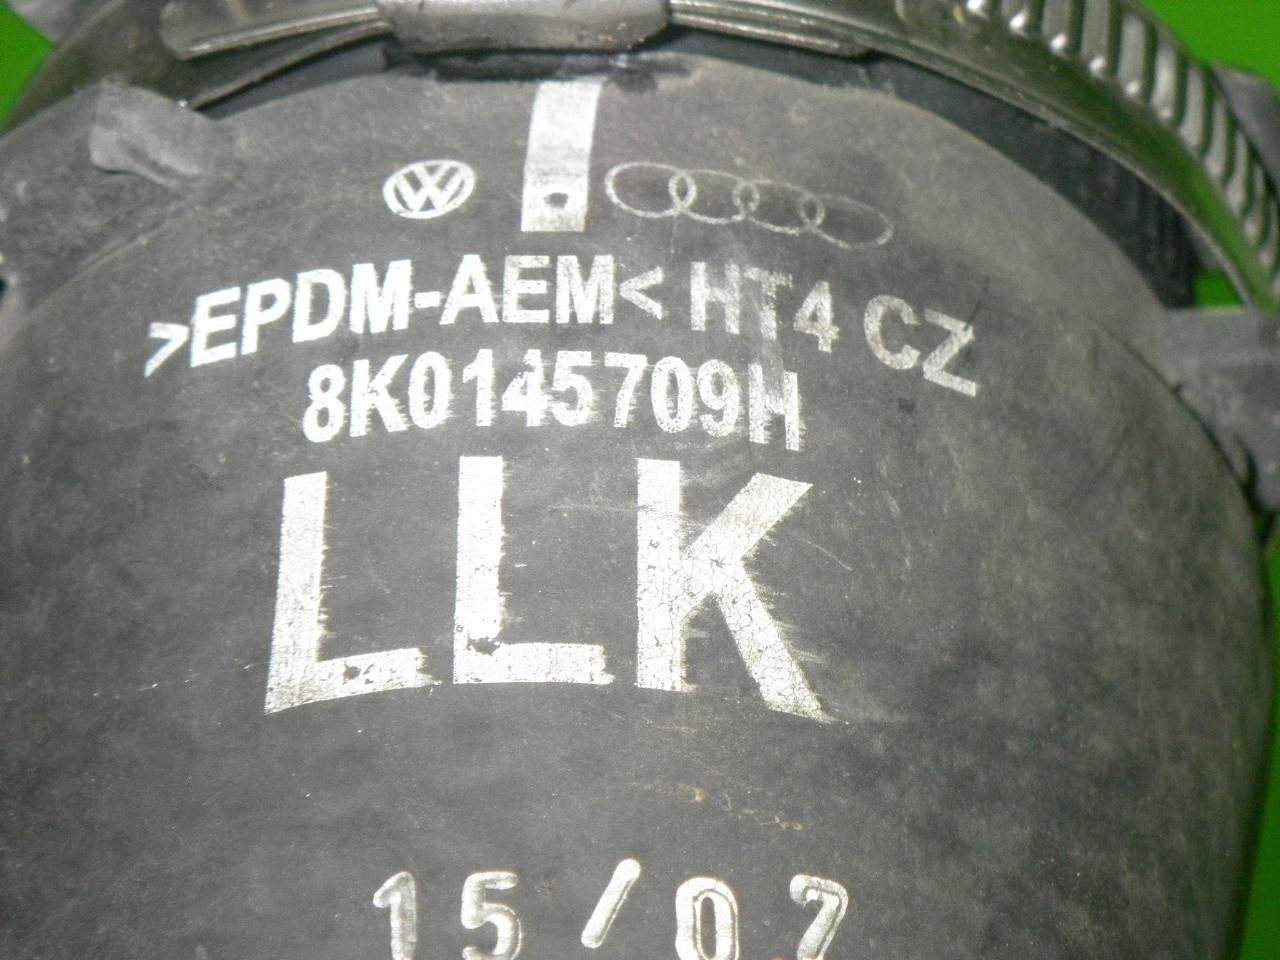 >EPDM-AEM< HT4 CZ
8K0145709H
LLK
15/07